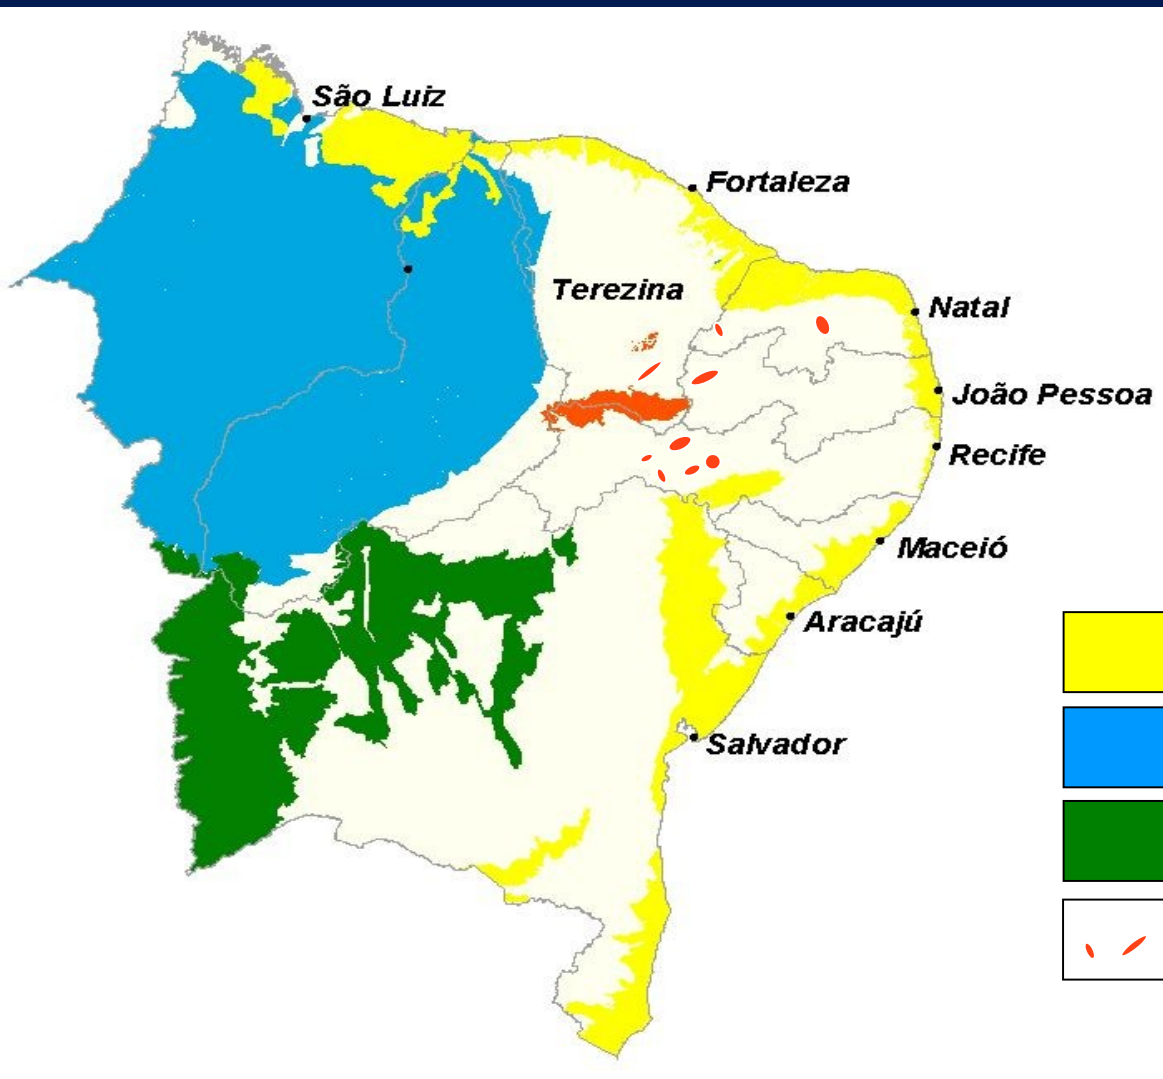 São Luiz
Fortaleza
Terezina
Natal
João Pessoa
Recife
Maceió
Aracajú
Salvador